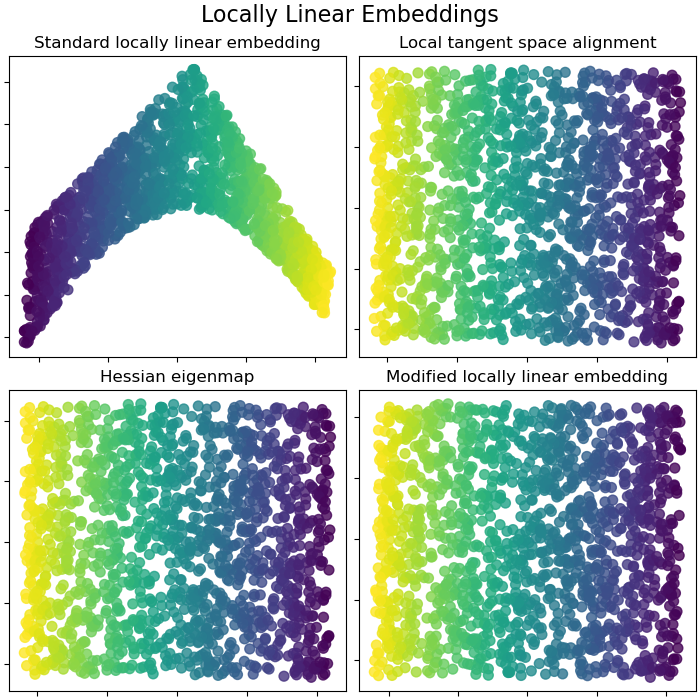 Locally Linear Embeddings
Standard locally linear embedding
Local tangent space alignment
Hessian eigenmap
Modified locally linear embedding